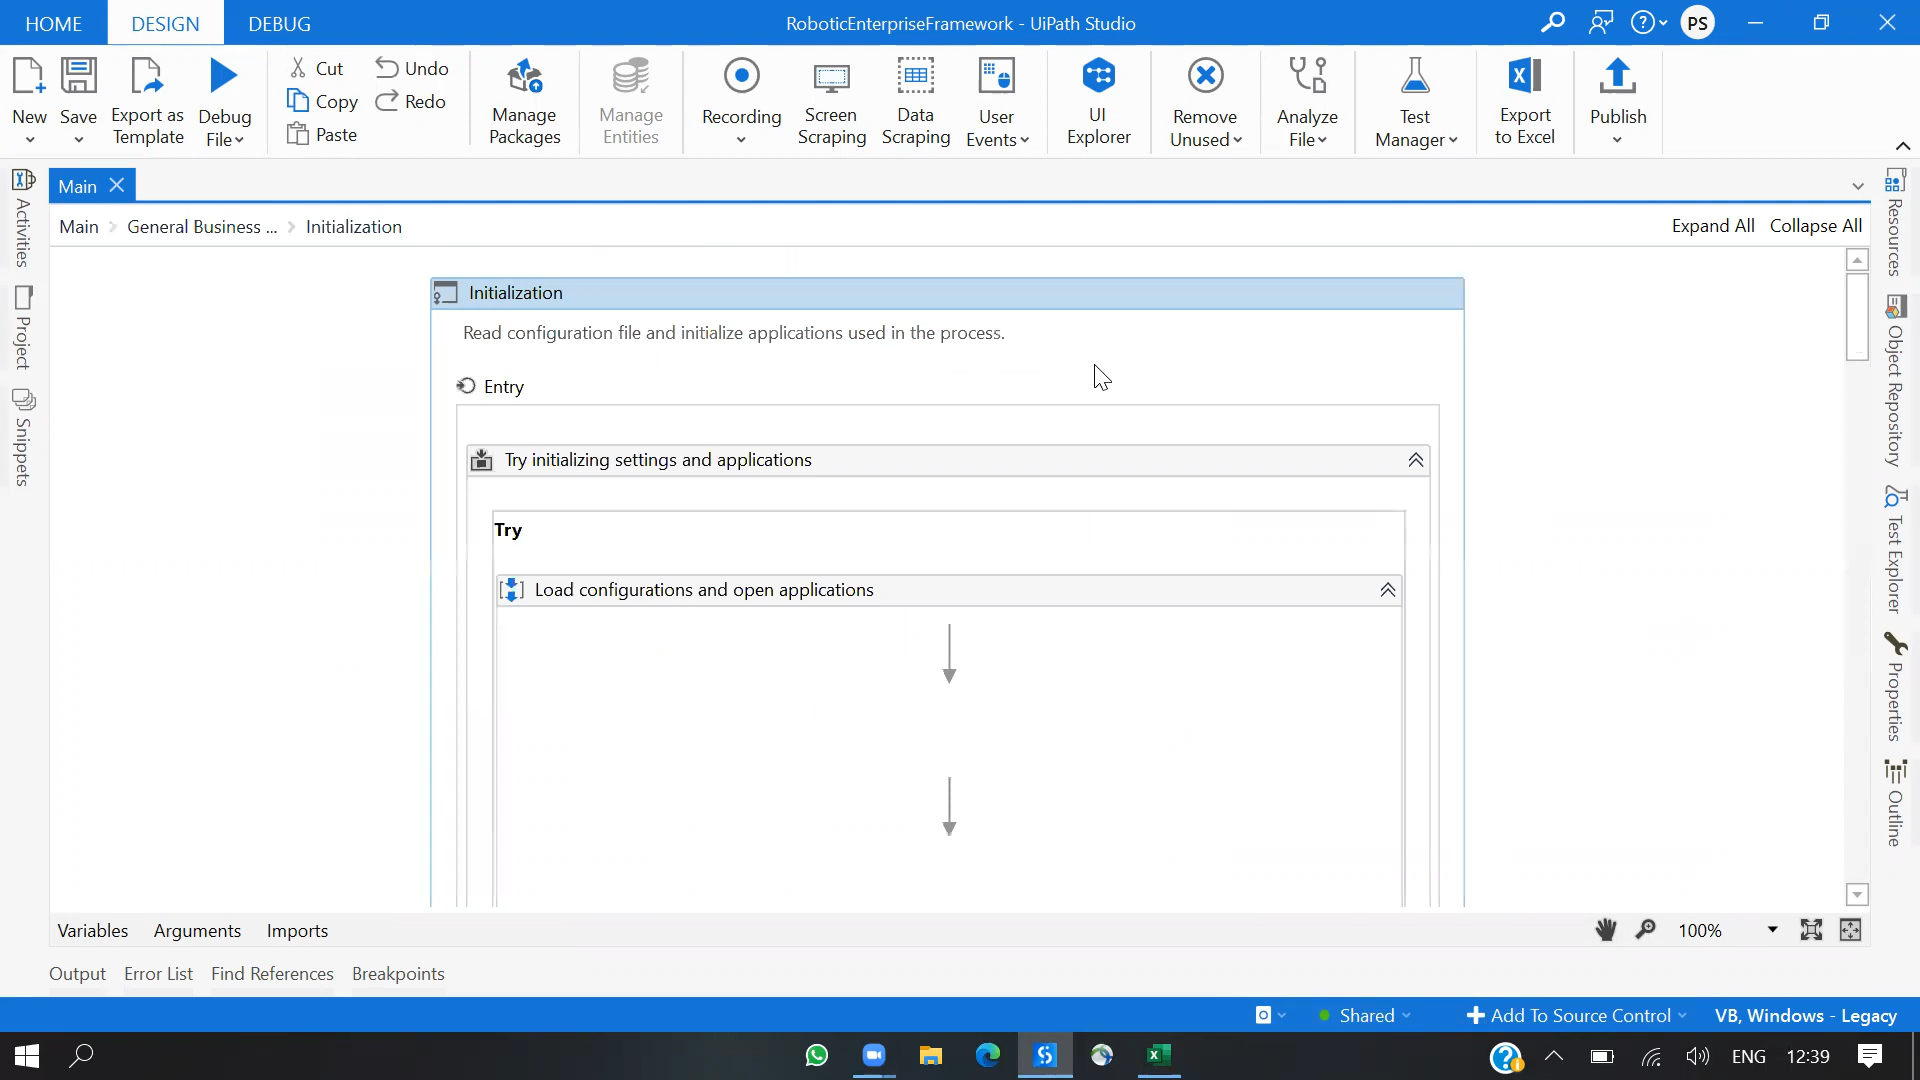 HOME DESIGN DEBUG RoboticEnterpriseFramework - UiPath Studio PS
New Save Export as Template Debug File Cut Copy Paste Undo Redo Manage Packages Manage Entities Recording Screen Scraping Data Scraping User Events UI Explorer Remove Unused Analyze File Test Manager Export to Excel Publish
Main
Main General Business ... Initialization Expand All Collapse All
Activities
Project
Snippets
Initialization
Read configuration file and initialize applications used in the process.
Entry
Try initializing settings and applications
Try
Load configurations and open applications
Resources
Object Repository
Test Explorer
Properties
Outline
Variables Arguments Imports 100%
Output Error List Find References Breakpoints
Shared Add To Source Control VB, Windows - Legacy
ENG 12:39